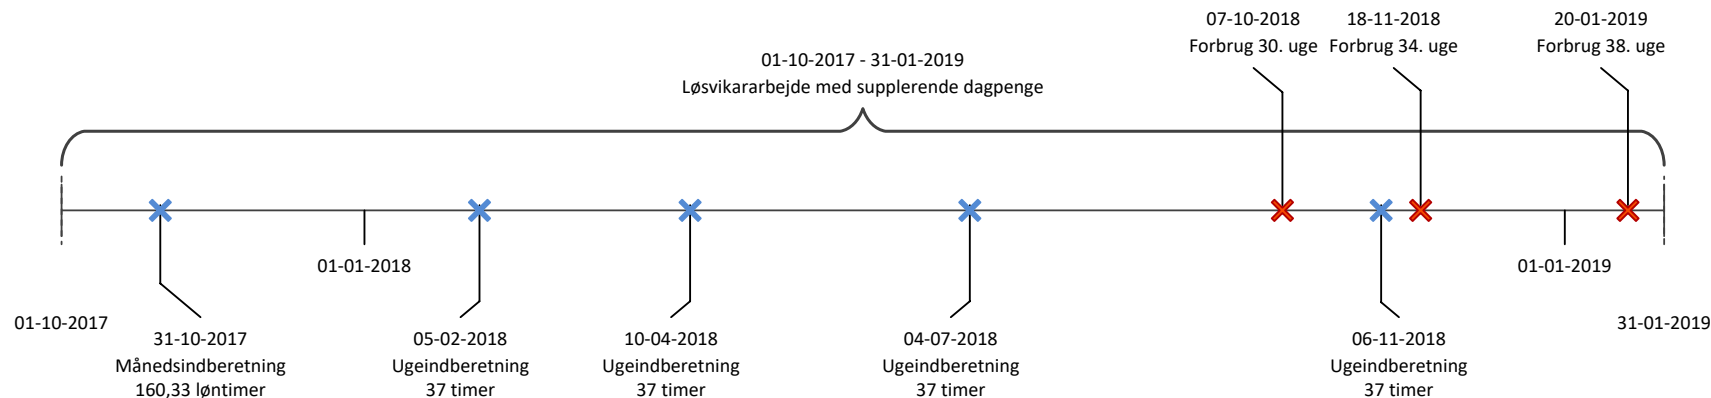 07-10-2018
Forbrug 30. uge
18-11-2018
Forbrug 34. uge
20-01-2019
Forbrug 38. uge
01-10-2017 - 31-01-2019
Løsvikararbejde med supplerende dagpenge
01-01-2018
01-01-2019
01-10-2017
31-01-2019
31-10-2017
Månedsindberetning
160,33 løntimer
05-02-2018
Ugeindberetning
37 timer
10-04-2018
Ugeindberetning
37 timer
04-07-2018
Ugeindberetning
37 timer
06-11-2018
Ugeindberetning
37 timer